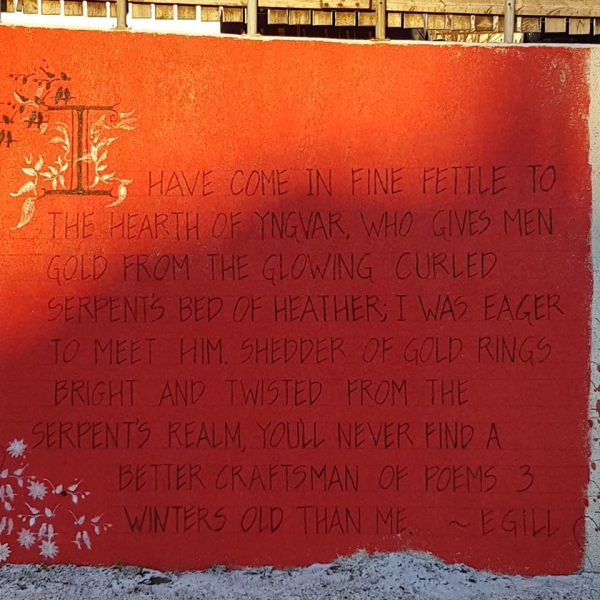 I HAVE COME IN FINE FETTLE TO
THE HEARTH OF YNGVAR, WHO GIVES MEN
GOLD FROM THE GLOWING CURLED
SERPENT'S BED OF HEATHER; I WAS EAGER
TO MEET HIM. SHEDDER OF GOLD RINGS
BRIGHT AND TWISTED FROM THE
SERPENT'S REALM, YOU'LL NEVER FIND A
BETTER CRAFTSMAN OF POEMS 3
WINTERS OLD THAN ME. ~ EGILL